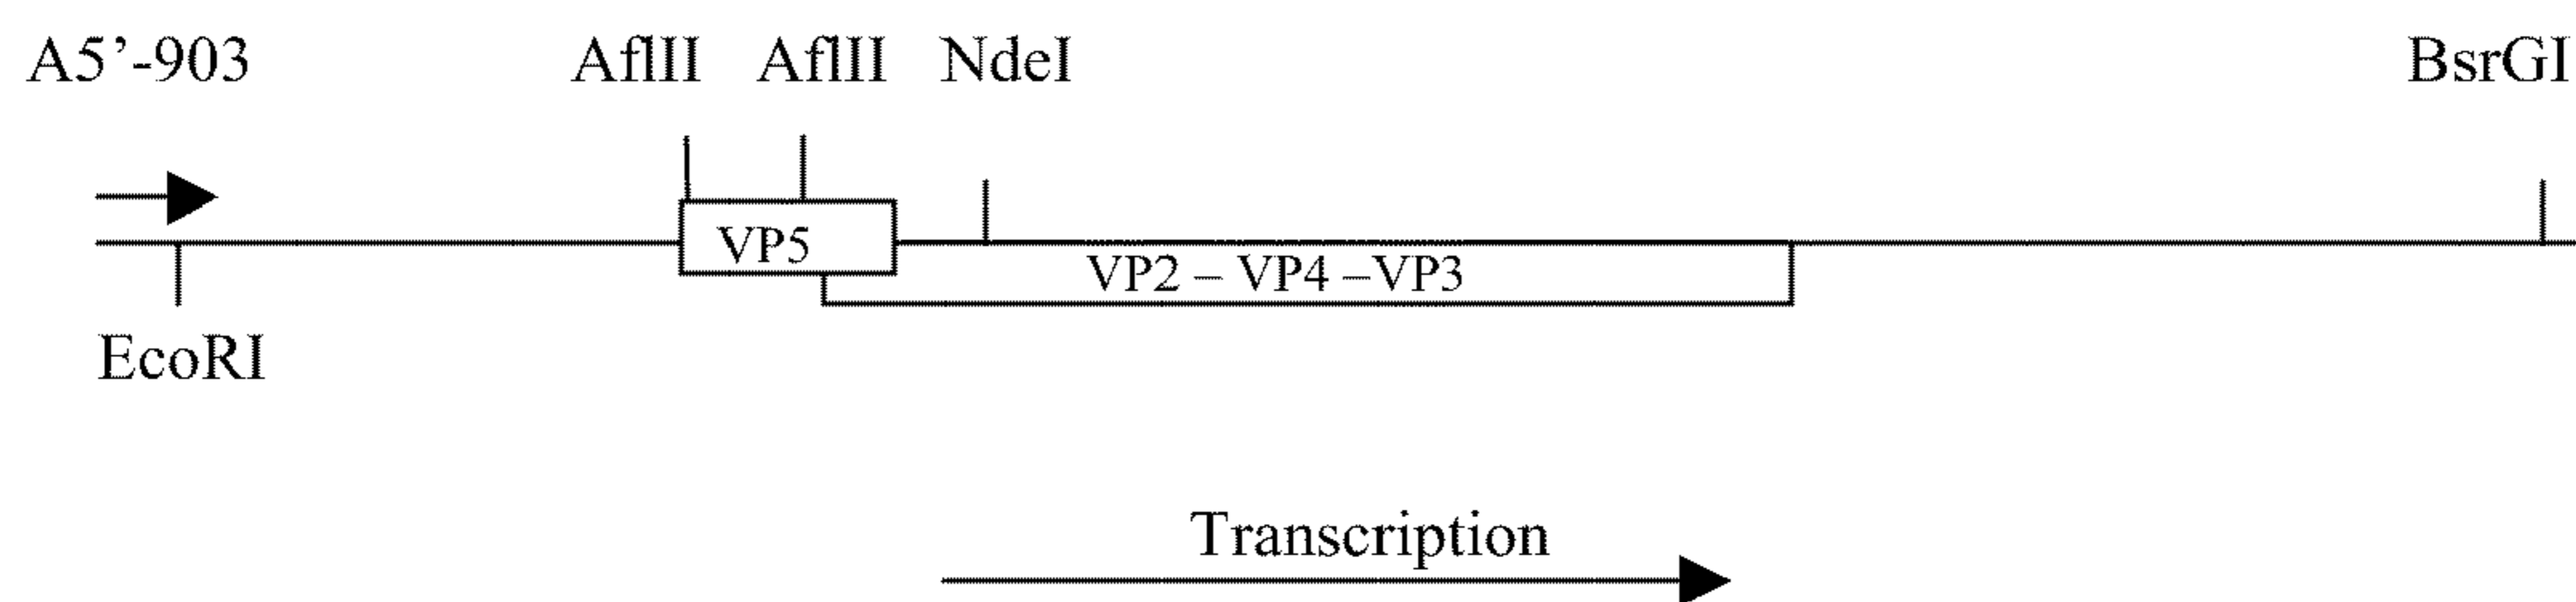 A5’-903 AflII AflII NdeI BsrGI
VP5
VP2 – VP4 –VP3
EcoRI
Transcription